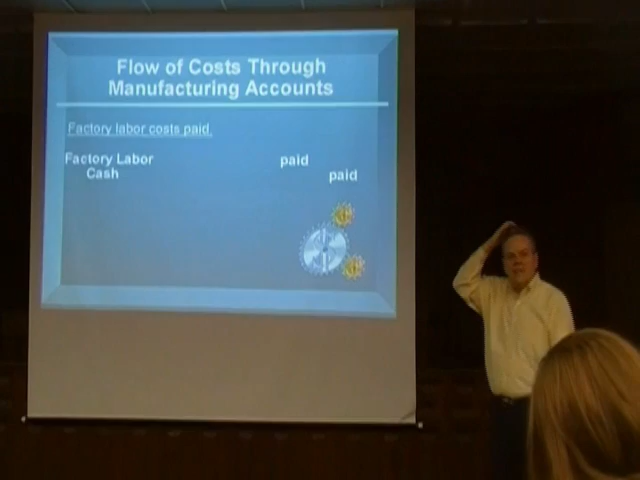 Flow of Costs Through
Manufacturing Accounts
Factory labor costs paid.
Factory Labor paid
Cash paid